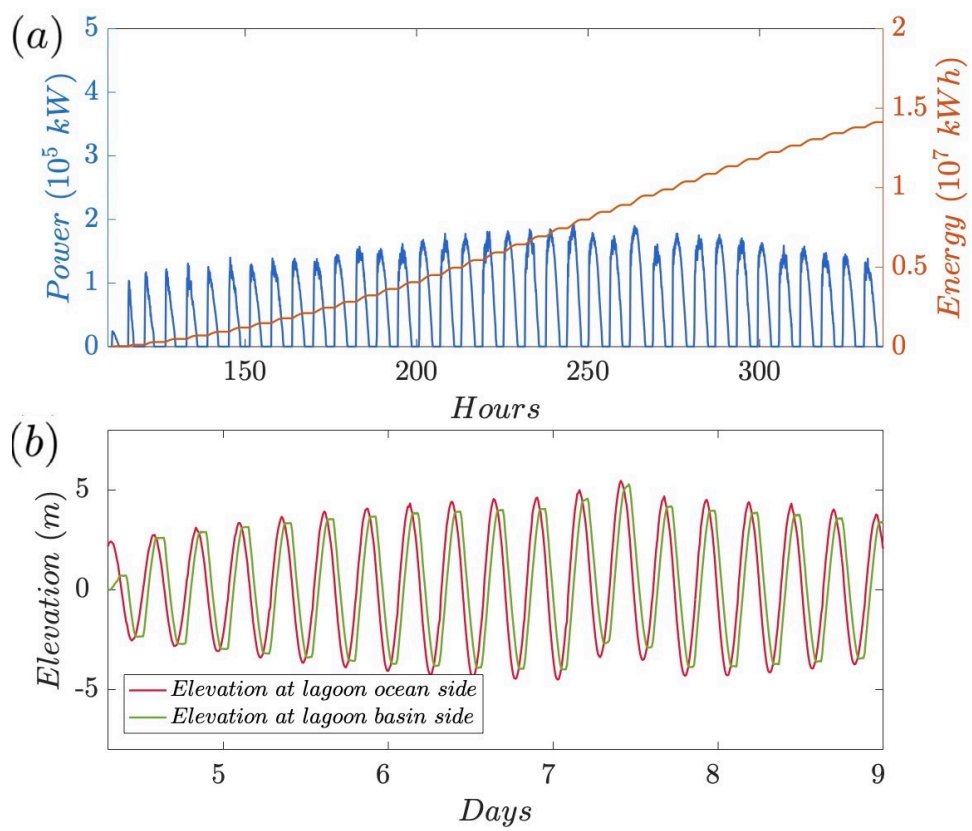 (a)
5
4
3
2
1
0
Power (10^5 kW)
2
1.5
1
0.5
0
Energy (10^7 kWh)
150 200 250 300
Hours
(b)
5
0
-5
Elevation (m)
Elevation at lagoon ocean side
Elevation at lagoon basin side
5 6 7 8 9
Days